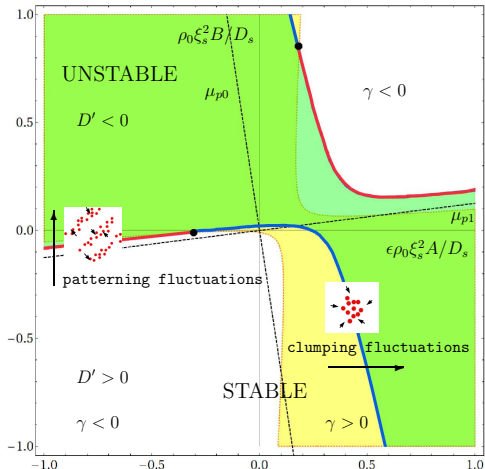 1.0
ρ₀ξₛ²B/Dₛ
UNSTABLE
μₚ₀
γ < 0
D′ < 0
0.5
μₚ₁
0.0
ϵρ₀ξₛ²A/Dₛ
patterning fluctuations
clumping fluctuations
−0.5
D′ > 0
STABLE
γ < 0
γ > 0
−1.0
−1.0 −0.5 0.0 0.5 1.0